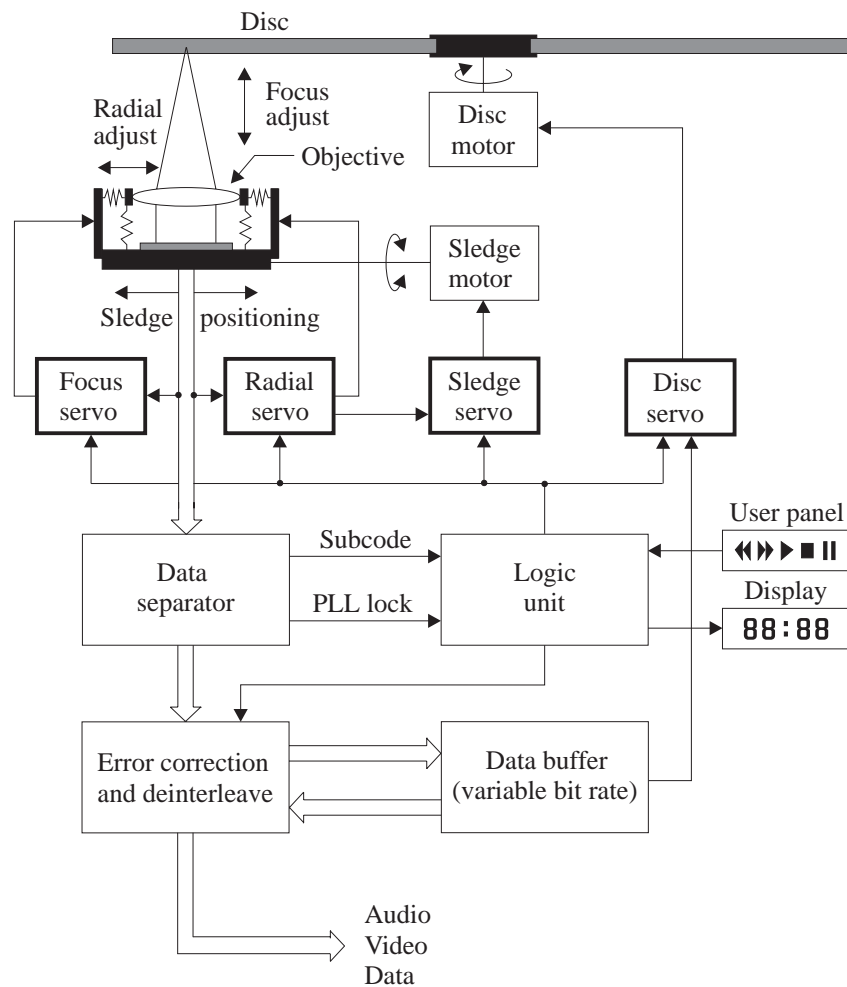 Disc
Radial
adjust
Focus
adjust
Objective
Disc
motor
Sledge
motor
Sledge positioning
Focus
servo
Radial
servo
Sledge
servo
Disc
servo
Data
separator
Subcode
PLL lock
Logic
unit
User panel
Display
88:88
Error correction
and deinterleave
Data buffer
(variable bit rate)
Audio
Video
Data